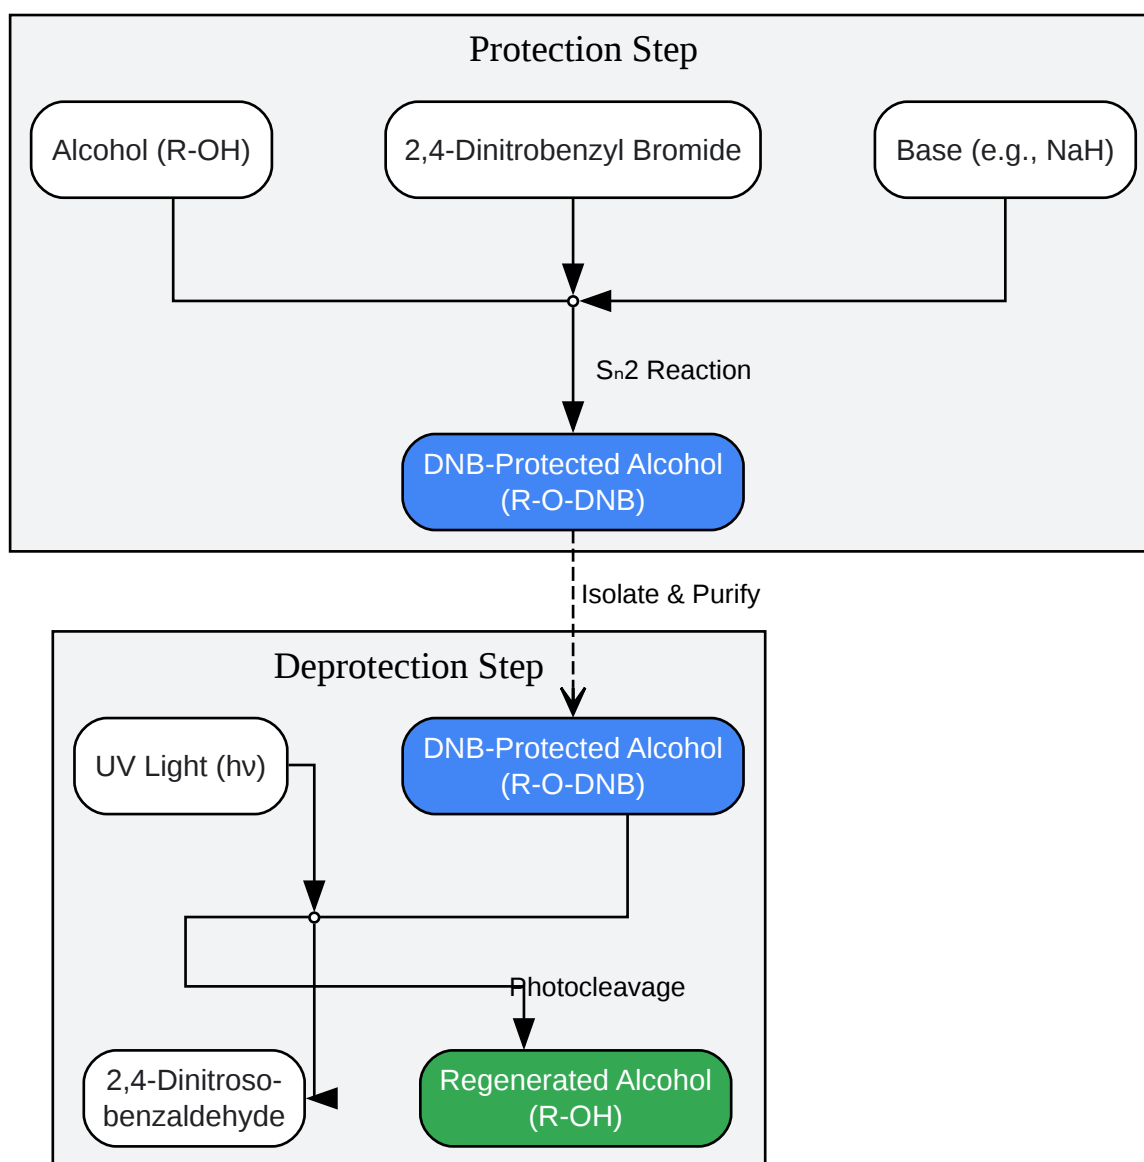 Protection Step
Alcohol (R-OH)
2,4-Dinitrobenzyl Bromide
Base (e.g., NaH)
Sₙ2 Reaction
DNB-Protected Alcohol
(R-O-DNB)
Isolate & Purify
Deprotection Step
UV Light (hν)
DNB-Protected Alcohol
(R-O-DNB)
Photocleavage
2,4-Dinitroso-
benzaldehyde
Regenerated Alcohol
(R-OH)